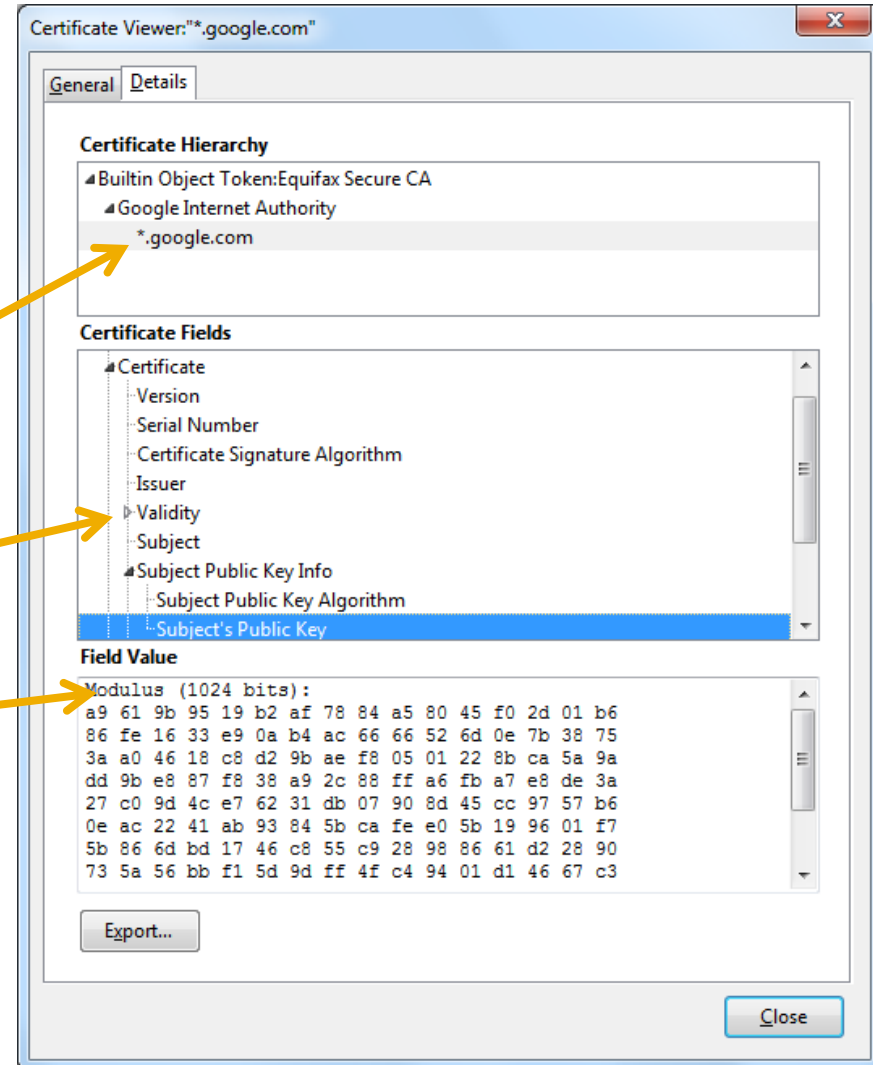 Certificate Viewer:"*.google.com"
General Details
Certificate Hierarchy
Builtin Object Token:Equifax Secure CA
Google Internet Authority
*.google.com
Certificate Fields
Certificate
Version
Serial Number
Certificate Signature Algorithm
Issuer
Validity
Subject
Subject Public Key Info
Subject Public Key Algorithm
Subject's Public Key
Field Value
Modulus (1024 bits):
a9 61 9b 95 19 b2 af 78 84 a5 80 45 f0 2d 01 b6
86 fe 16 33 e9 0a b4 ac 66 66 52 6d 0e 7b 38 75
3a a0 46 18 c8 d2 9b ae f8 05 01 22 8b ca 5a 9a
dd 9b e8 87 f8 38 a9 2c 88 ff a6 fb a7 e8 de 3a
27 c0 9d 4c e7 62 31 db 07 90 8d 45 cc 97 57 b6
0e ac 22 41 ab 93 84 5b ca fe e0 5b 19 96 01 f7
5b 86 6d bd 17 46 c8 55 c9 28 98 86 61 d2 28 90
73 5a 56 bb f1 5d 9d ff 4f c4 94 01 d1 46 67 c3
Export...
Close